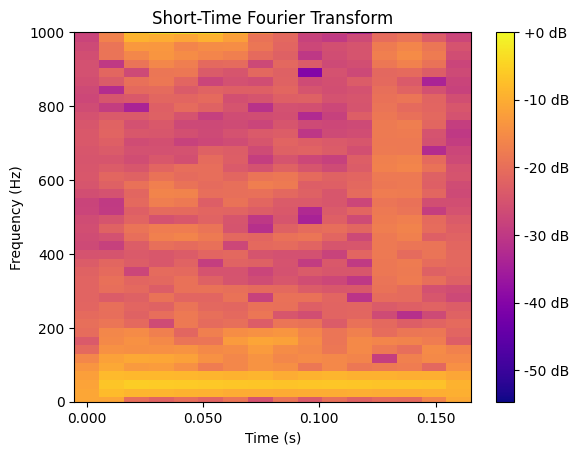 Short-Time Fourier Transform
1000
800
600
400
200
0
Frequency (Hz)
0.000
0.050
0.100
0.150
Time (s)
+0 dB
-10 dB
-20 dB
-30 dB
-40 dB
-50 dB